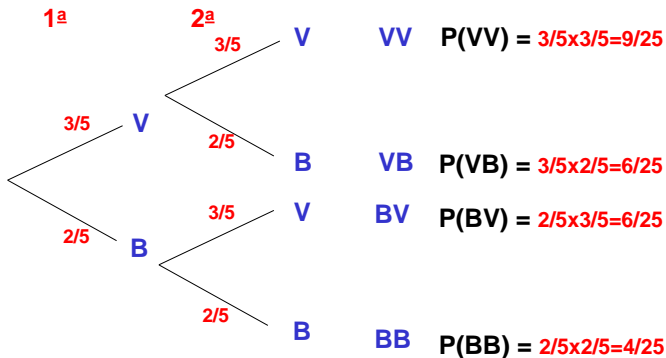 1ª 2ª
3/5 V VV P(VV) = 3/5x3/5=9/25
3/5 V
2/5 B VB P(VB) = 3/5x2/5=6/25
3/5 V BV P(BV) = 2/5x3/5=6/25
2/5 B
2/5 B BB P(BB) = 2/5x2/5=4/25